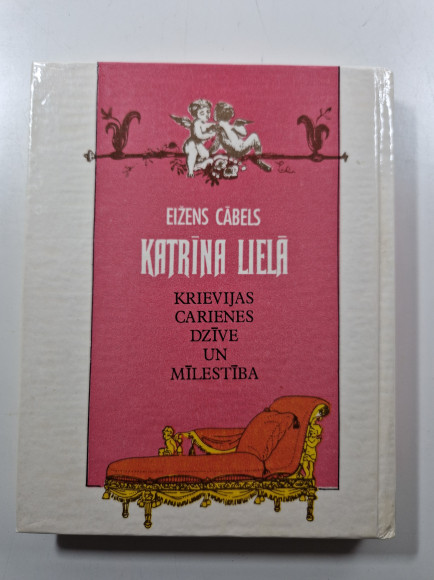 EIŽENS CĀBELS
KATRĪNA LIELĀ
KRIEVIJAS
CARIENES
DZĪVE
UN
MĪLESTĪBA